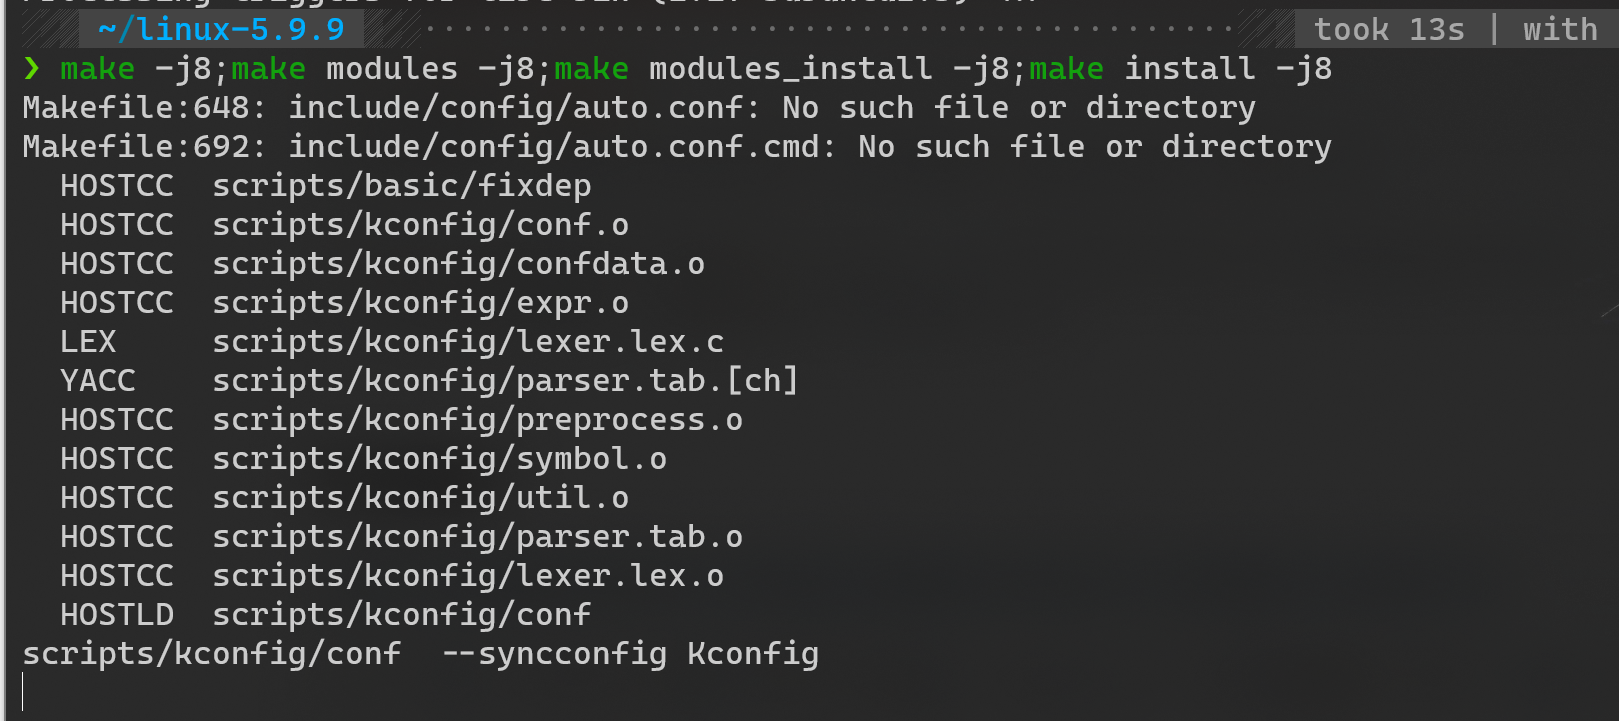 ~/linux-5.9.9 took 13s | with
❯ make -j8;make modules -j8;make modules_install -j8;make install -j8
Makefile:648: include/config/auto.conf: No such file or directory
Makefile:692: include/config/auto.conf.cmd: No such file or directory
HOSTCC scripts/basic/fixdep
HOSTCC scripts/kconfig/conf.o
HOSTCC scripts/kconfig/confdata.o
HOSTCC scripts/kconfig/expr.o
LEX scripts/kconfig/lexer.lex.c
YACC scripts/kconfig/parser.tab.[ch]
HOSTCC scripts/kconfig/preprocess.o
HOSTCC scripts/kconfig/symbol.o
HOSTCC scripts/kconfig/util.o
HOSTCC scripts/kconfig/parser.tab.o
HOSTCC scripts/kconfig/lexer.lex.o
HOSTLD scripts/kconfig/conf
scripts/kconfig/conf --syncconfig Kconfig